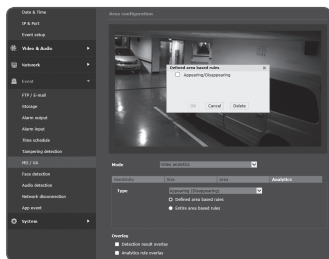 Date & Time
IP & Port
Event setup
Video & Audio
Network
Event
FTP / E-mail
Storage
Alarm output
Alarm input
Time schedule
Tampering detection
MD / VA
Face detection
Audio detection
Network disconnection
App event
System
Area configuration
Defined area based rules
Appearing/Disappearing
OK Cancel Delete
Mode Video analytics
Sensitivity Size Area Analytics
Type Appearing (Disappearing)
Defined area based rules
Entire area based rules
Overlay
Detection result overlay
Analytics rule overlay